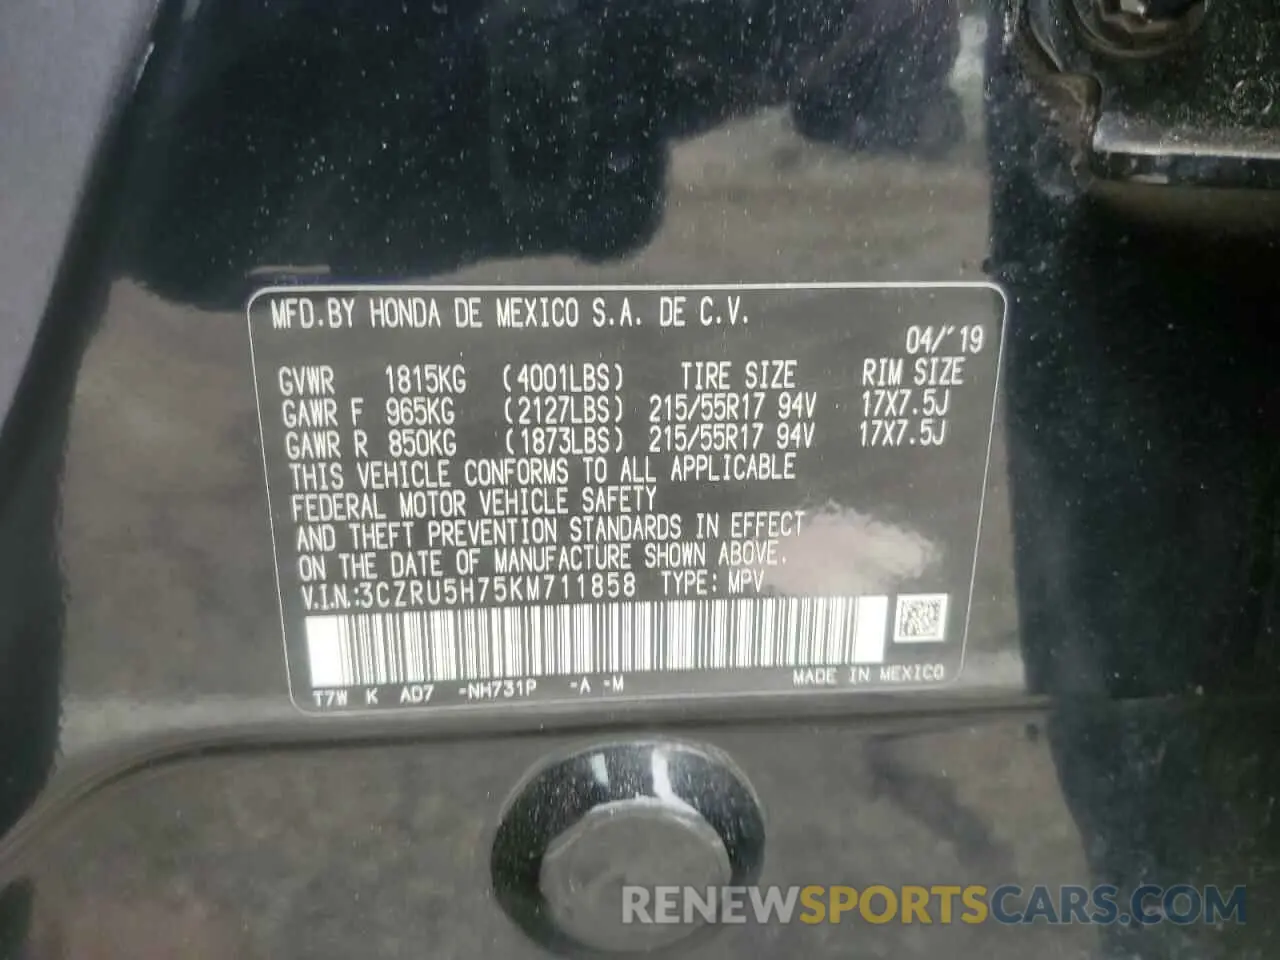 MFD.BY HONDA DE MEXICO S.A. DE C.V.
04/'19
GVWR 1815KG (4001LBS) TIRE SIZE RIM SIZE
GAWR F 965KG (2127LBS) 215/55R17 94V 17X7.5J
GAWR R 850KG (1873LBS) 215/55R17 94V 17X7.5J
THIS VEHICLE CONFORMS TO ALL APPLICABLE
FEDERAL MOTOR VEHICLE SAFETY
AND THEFT PREVENTION STANDARDS IN EFFECT
ON THE DATE OF MANUFACTURE SHOWN ABOVE.
V.I.N.:3CZRU5H75KM711858 TYPE: MPV
T7W K AD7 -NH731P -A -M MADE IN MEXICO
RENEWSPORTSCARS.COM